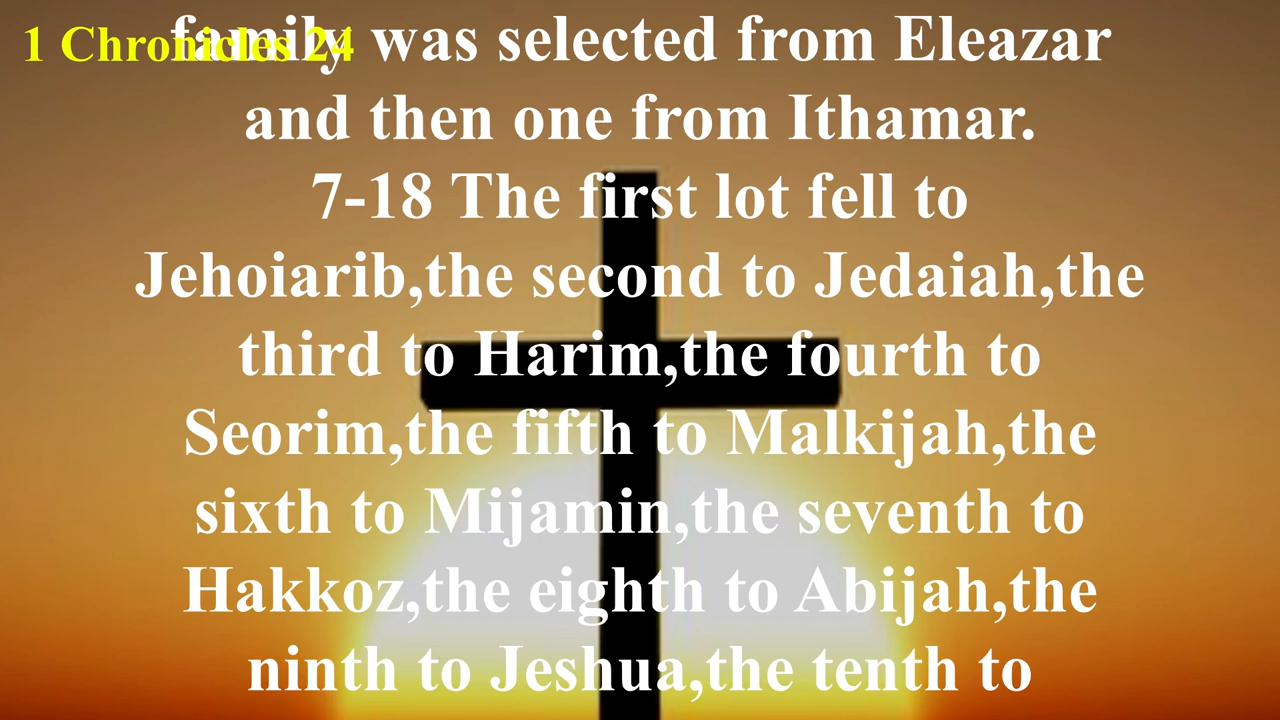 1 Chronicles 24
family was selected from Eleazar
and then one from Ithamar.
7-18 The first lot fell to
Jehoiarib,the second to Jedaiah,the
third to Harim,the fourth to
Seorim,the fifth to Malkijah,the
sixth to Mijamin,the seventh to
Hakkoz,the eighth to Abijah,the
ninth to Jeshua,the tenth to